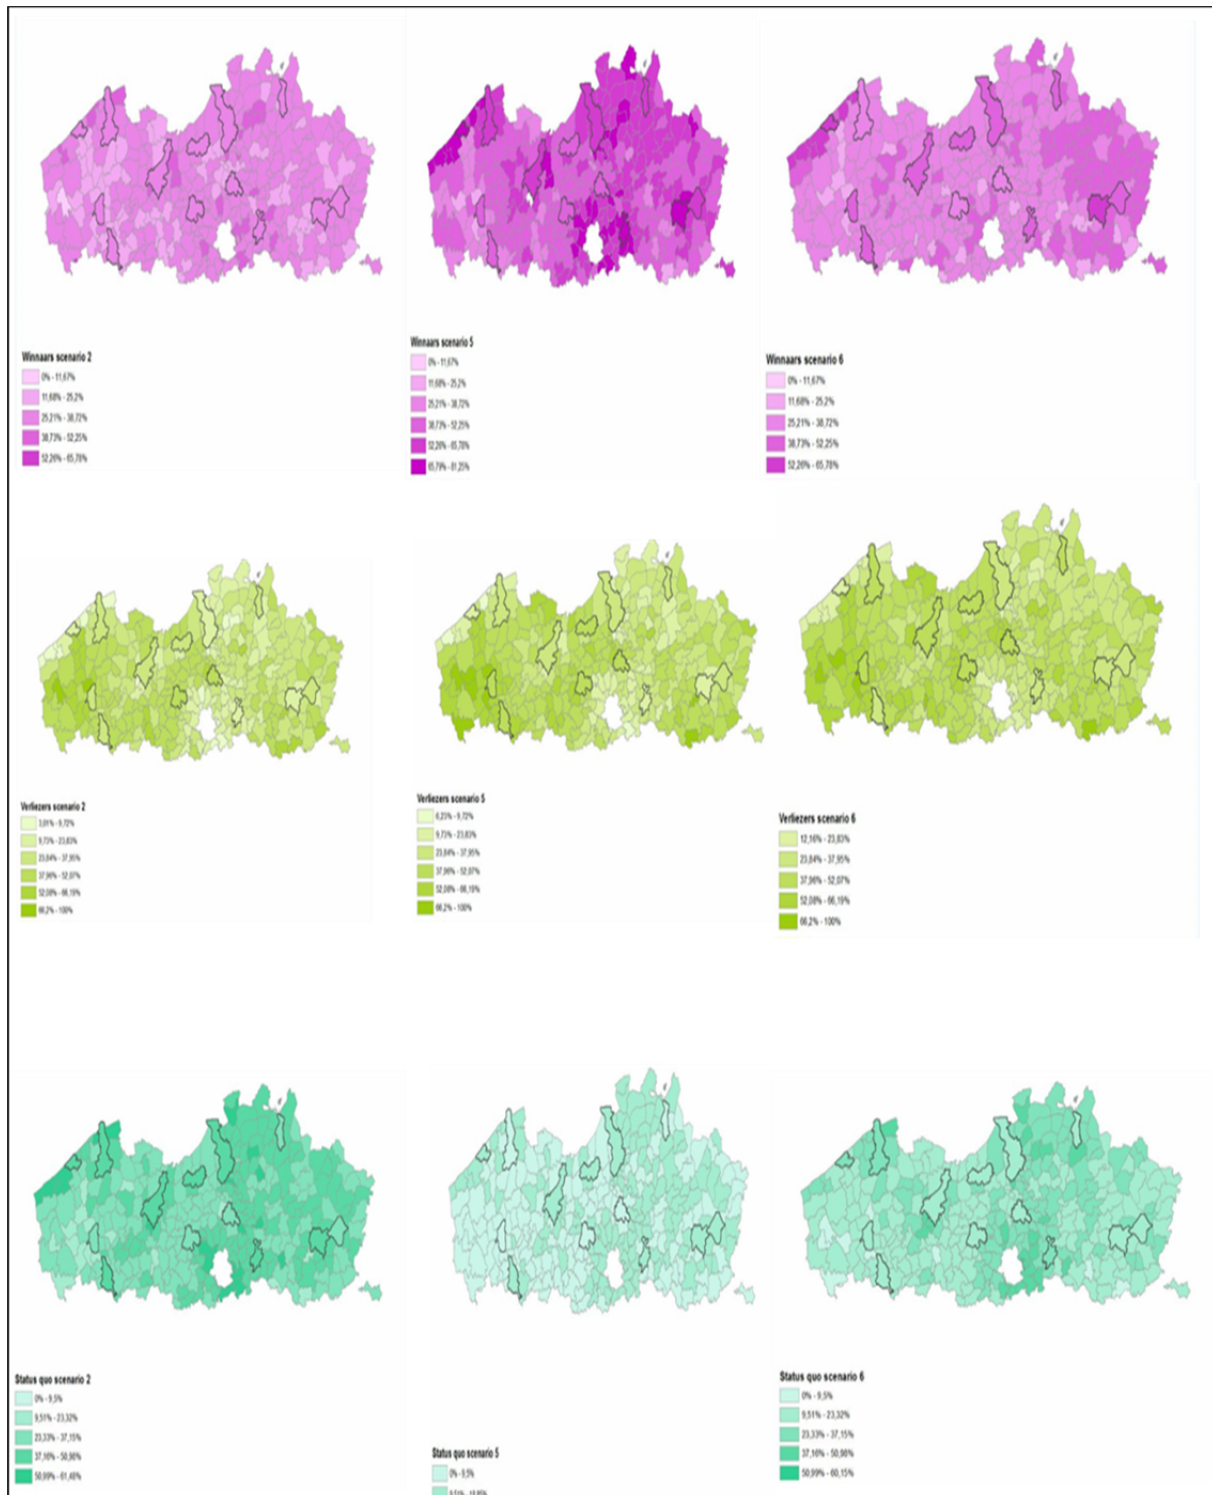 Winnaars scenario 2
0% - 11,67%
11,68% - 25,2%
25,21% - 38,72%
38,73% - 52,25%
52,26% - 65,78%
Winnaars scenario 5
0% - 11,67%
11,68% - 25,2%
25,21% - 38,72%
38,73% - 52,25%
52,26% - 65,78%
65,79% - 81,25%
Winnaars scenario 6
0% - 11,67%
11,68% - 25,2%
25,21% - 38,72%
38,73% - 52,25%
52,26% - 65,78%
Verliezers scenario 2
3,01% - 9,72%
9,73% - 23,83%
23,84% - 37,95%
37,96% - 52,07%
52,08% - 66,19%
66,2% - 100%
Verliezers scenario 5
6,23% - 9,72%
9,73% - 23,83%
23,84% - 37,95%
37,96% - 52,07%
52,08% - 66,19%
66,2% - 100%
Verliezers scenario 6
12,16% - 23,83%
23,84% - 37,95%
37,96% - 52,07%
52,08% - 66,19%
66,2% - 100%
Status quo scenario 2
0% - 9,5%
9,51% - 23,32%
23,33% - 37,15%
37,16% - 50,98%
50,99% - 61,48%
Status quo scenario 5
0% - 9,5%
9,51% - 18,85%
Status quo scenario 6
0% - 9,5%
9,51% - 23,32%
23,33% - 37,15%
37,16% - 50,98%
50,99% - 60,15%